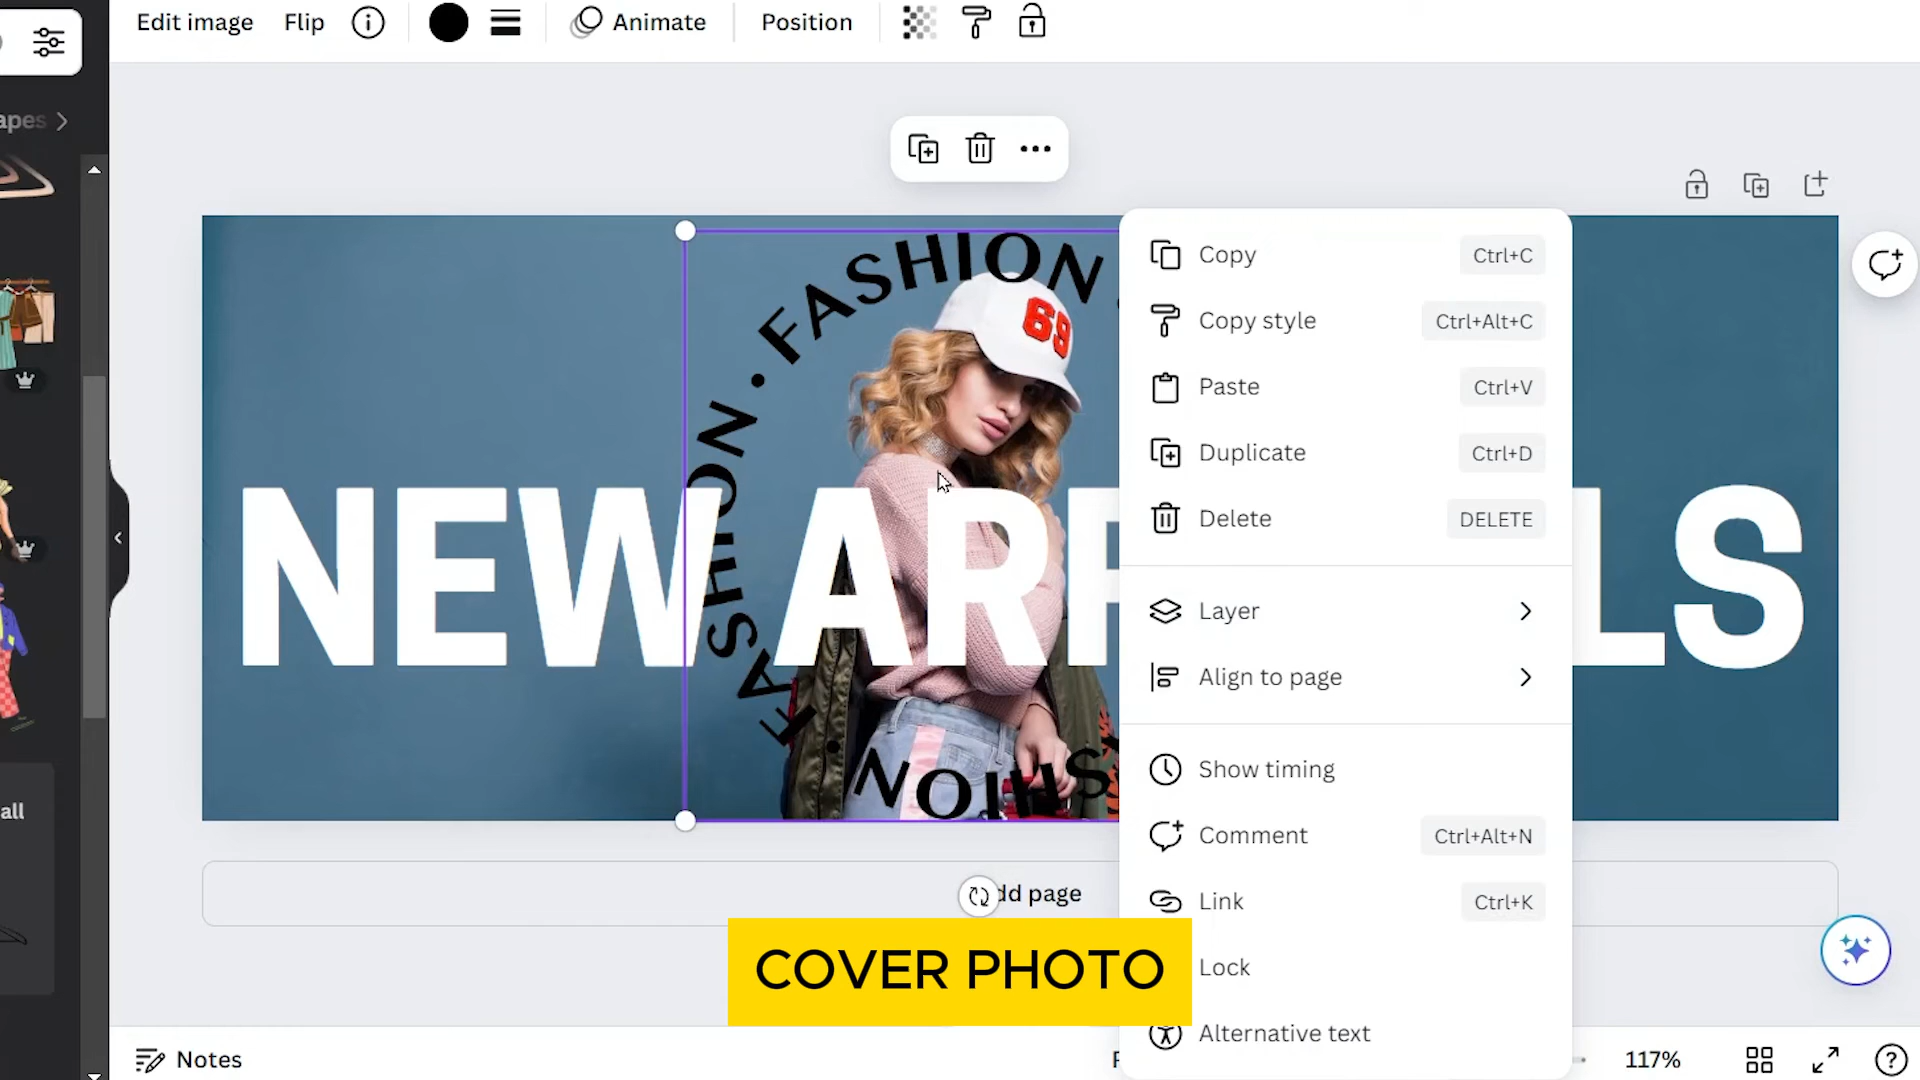 Edit image Flip Animate Position
apes
Copy Ctrl+C
Copy style Ctrl+Alt+C
Paste Ctrl+V
Duplicate Ctrl+D
Delete DELETE
Layer
Align to page
Show timing
Comment Ctrl+Alt+N
Link Ctrl+K
Lock
Alternative text
FASHION • FASHION
FASHION
69
NEW ARR LS
all
dd page
COVER PHOTO
Notes
117%